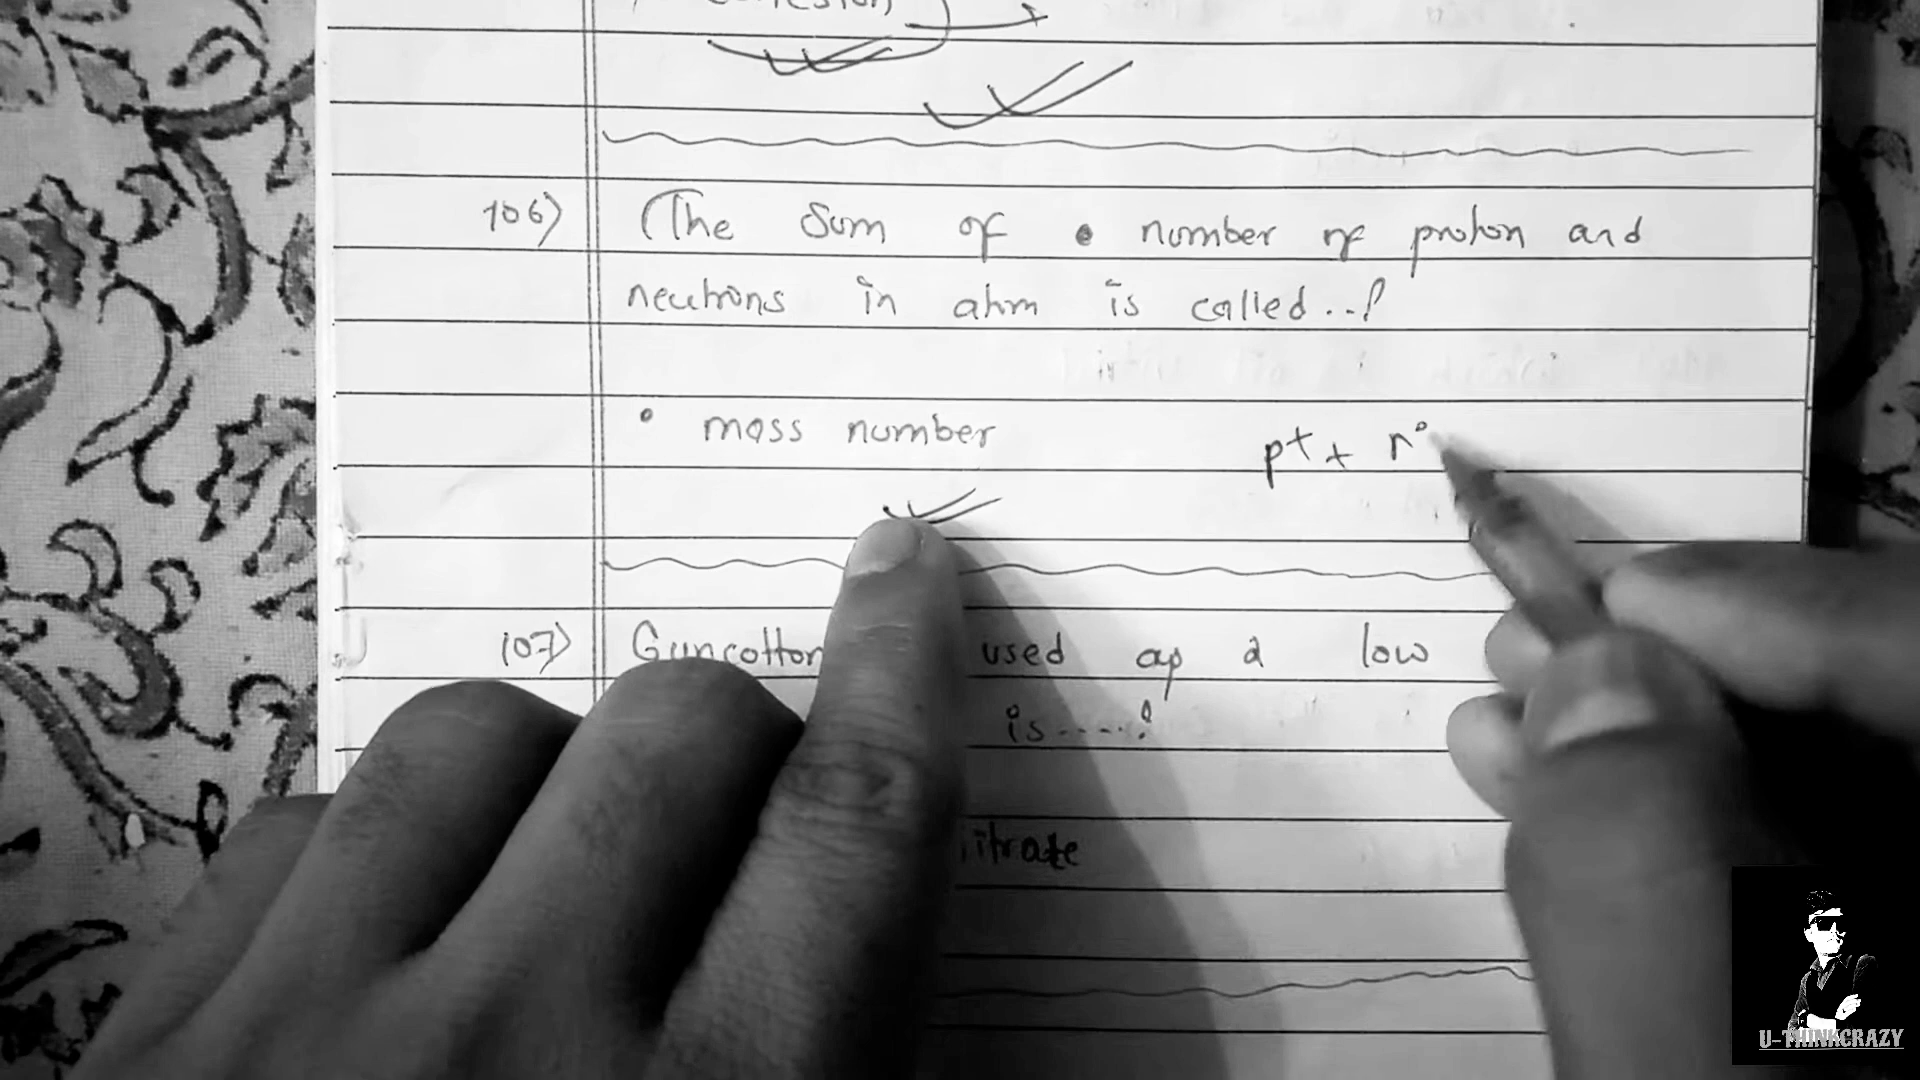 106) The Sum of number of proton and
neutrons in atom is called..?
• mass number p+ + n°
107) Guncotton used as a low
is....?
itrate
U-THINKCRAZY